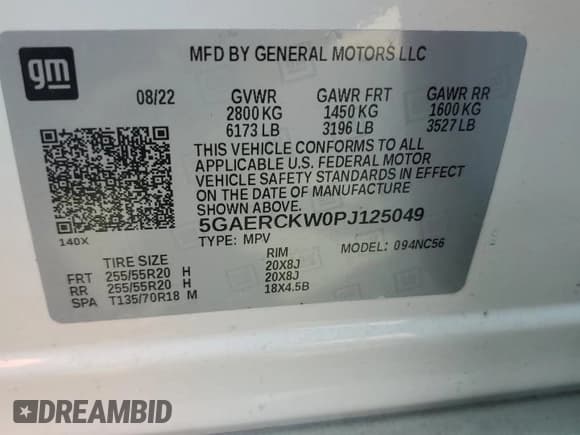 gm
MFD BY GENERAL MOTORS LLC
08/22 GVWR GAWR FRT GAWR RR
2800 KG 1450 KG 1600 KG
6173 LB 3196 LB 3527 LB
THIS VEHICLE CONFORMS TO ALL
APPLICABLE U.S. FEDERAL MOTOR
VEHICLE SAFETY STANDARDS IN EFFECT
ON THE DATE OF MANUFACTURE
SHOWN ABOVE.
5GAERCKW0PJ125049
140X
TYPE: MPV MODEL: 094NC56
TIRE SIZE RIM
FRT 255/55R20 H 20X8J
RR 255/55R20 H 20X8J
SPA T135/70R18 M 18X4.5B
DREAMBID